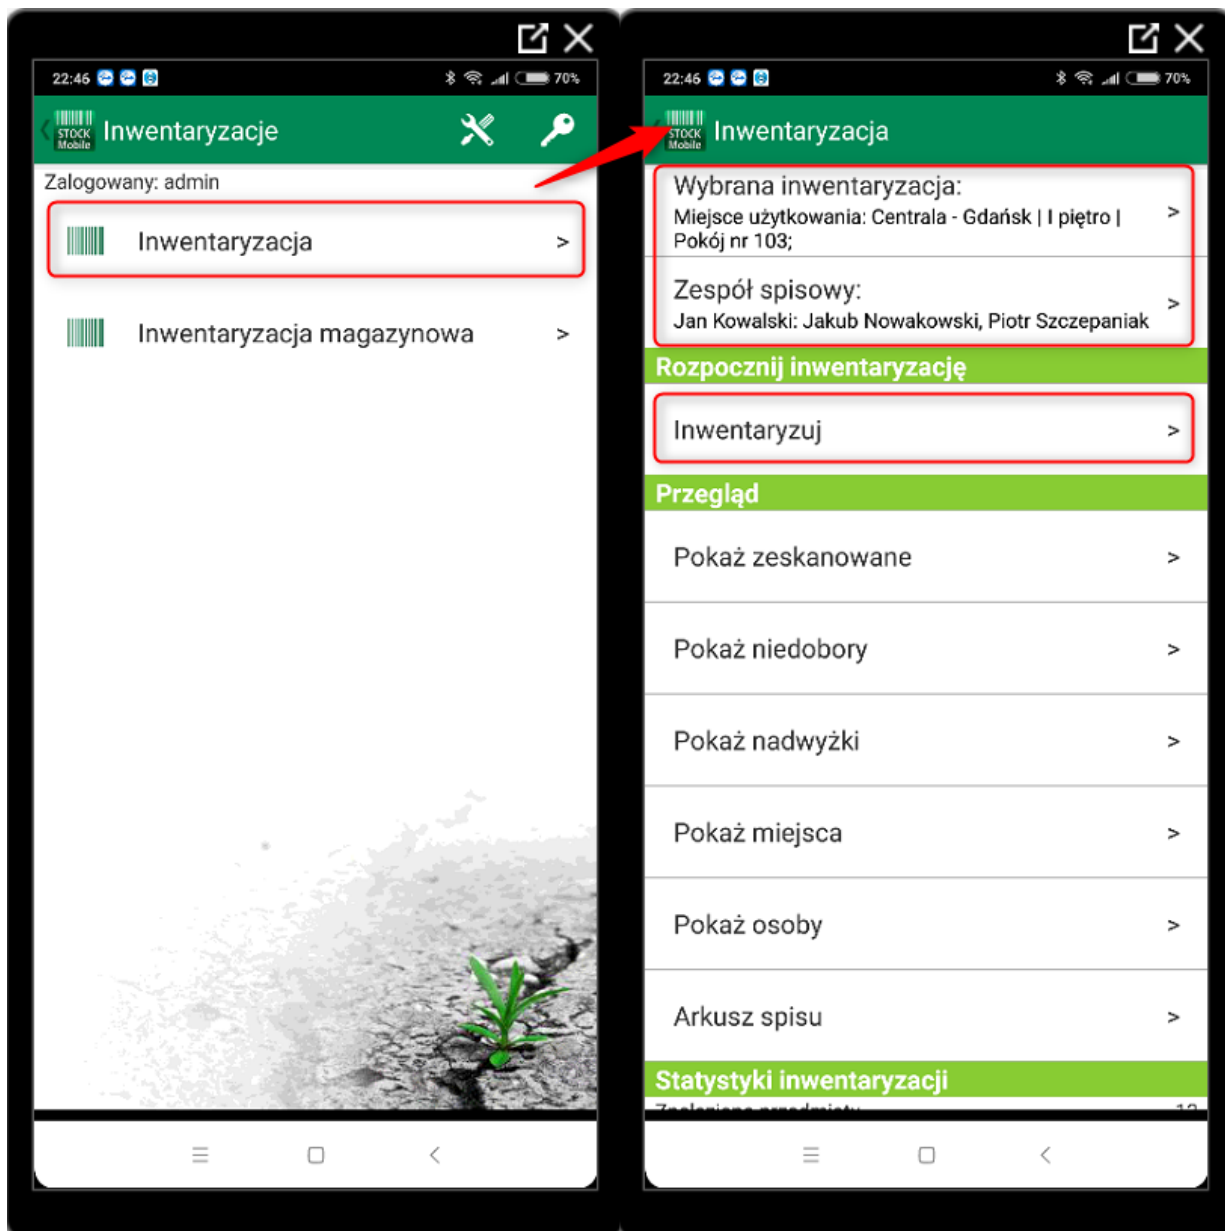 22:46
70%
STOCK
Mobile
Inwentaryzacje
Zalogowany: admin
Inwentaryzacja
>
Inwentaryzacja magazynowa
>
22:46
70%
STOCK
Mobile
Inwentaryzacja
Wybrana inwentaryzacja:
Miejsce użytkowania: Centrala - Gdańsk | I piętro |
Pokój nr 103;
>
Zespół spisowy:
Jan Kowalski: Jakub Nowakowski, Piotr Szczepaniak
>
Rozpocznij inwentaryzację
Inwentaryzuj
>
Przegląd
Pokaż zeskanowane
>
Pokaż niedobory
>
Pokaż nadwyżki
>
Pokaż miejsca
>
Pokaż osoby
>
Arkusz spisu
>
Statystyki inwentaryzacji